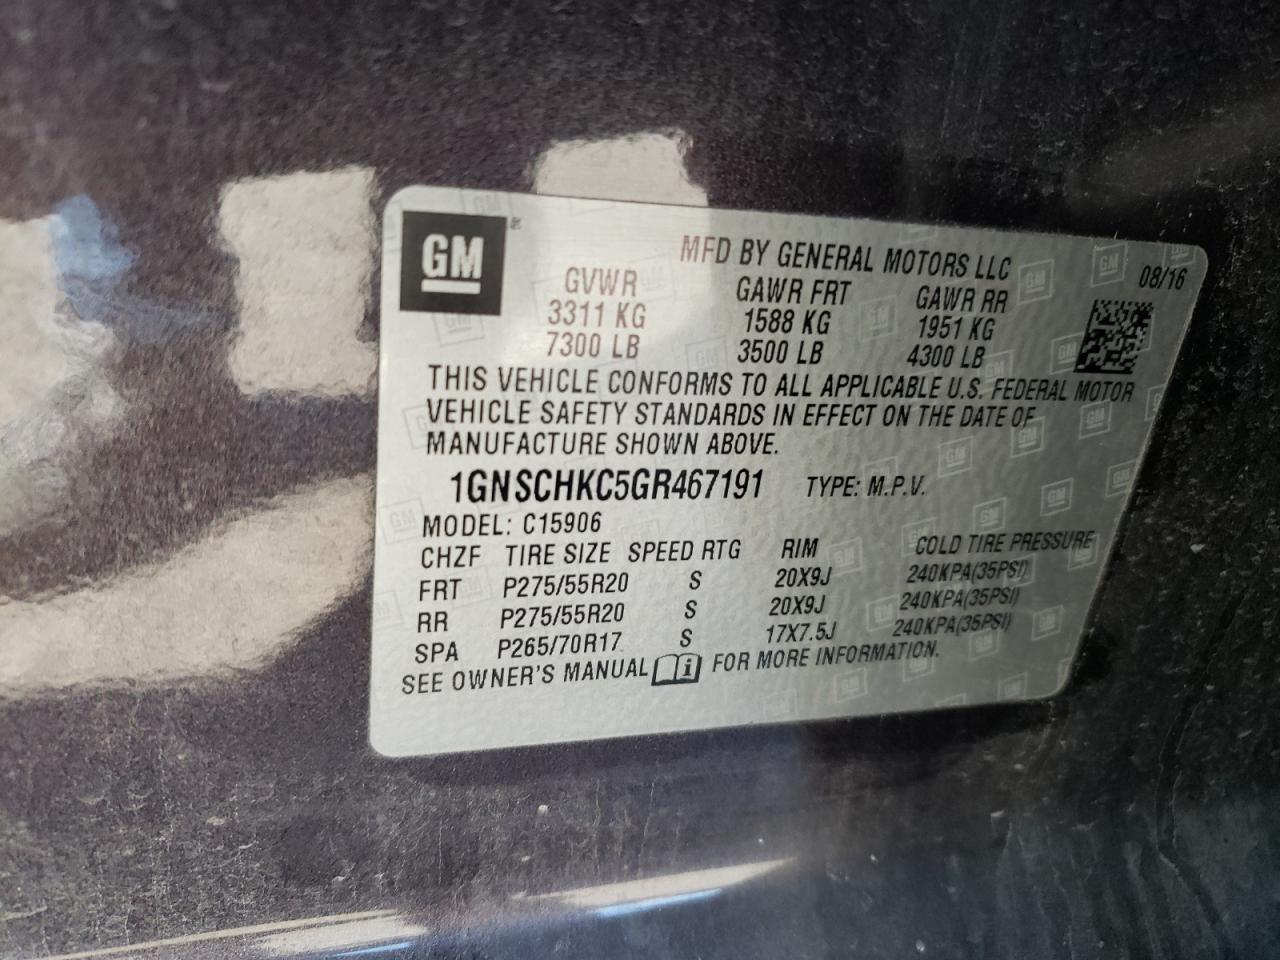 GM
MFD BY GENERAL MOTORS LLC
08/16
GVWR GAWR FRT GAWR RR
3311 KG 1588 KG 1951 KG
7300 LB 3500 LB 4300 LB
THIS VEHICLE CONFORMS TO ALL APPLICABLE U.S. FEDERAL MOTOR
VEHICLE SAFETY STANDARDS IN EFFECT ON THE DATE OF
MANUFACTURE SHOWN ABOVE.
1GNSCHKC5GR467191 TYPE: M.P.V.
MODEL: C15906
CHZF TIRE SIZE SPEED RTG RIM COLD TIRE PRESSURE
FRT P275/55R20 S 20X9J 240KPA(35PSI)
RR P275/55R20 S 20X9J 240KPA(35PSI)
SPA P265/70R17 S 17X7.5J 240KPA(35PSI)
SEE OWNER'S MANUAL i FOR MORE INFORMATION.